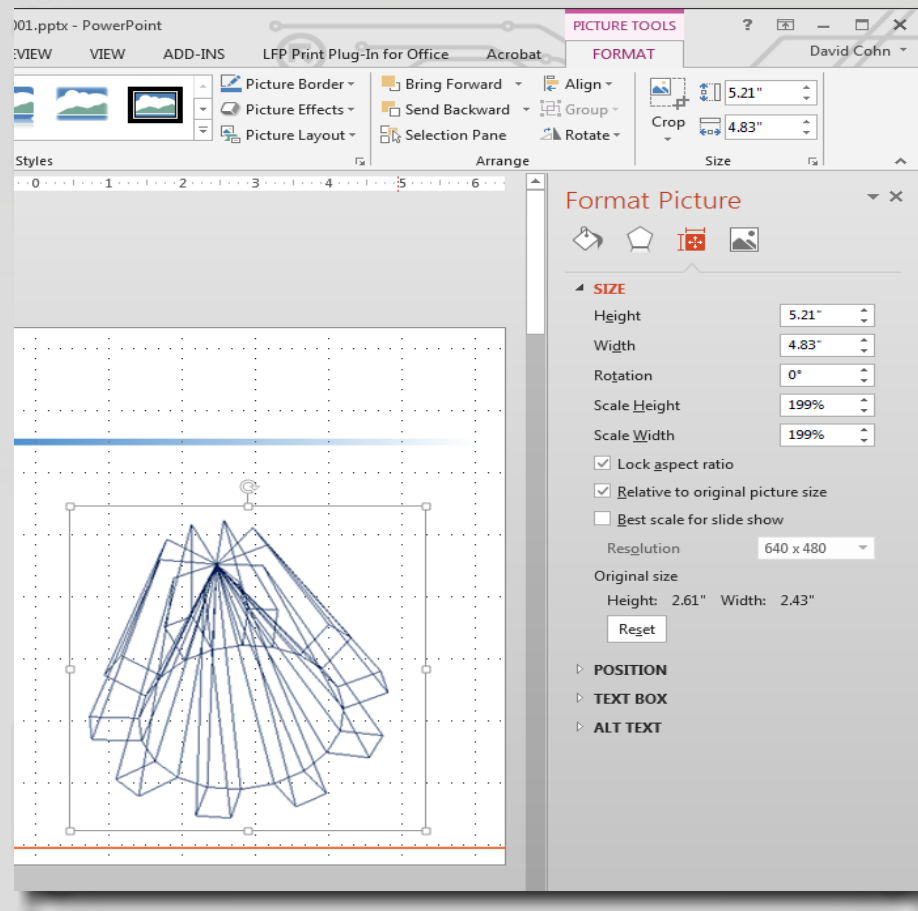 001.pptx - PowerPoint
PICTURE TOOLS
?
VIEW ADD-INS LFP Print Plug-In for Office Acrobat FORMAT David Cohn
Picture Border Bring Forward Align 5.21"
Picture Effects Send Backward Group
Picture Layout Selection Pane Rotate Crop 4.83"
Styles Arrange Size
0 1 2 3 4 5 6
Format Picture
SIZE
Height 5.21"
Width 4.83"
Rotation 0°
Scale Height 199%
Scale Width 199%
Lock aspect ratio
Relative to original picture size
Best scale for slide show
Resolution 640 x 480
Original size
Height: 2.61" Width: 2.43"
Reset
POSITION
TEXT BOX
ALT TEXT